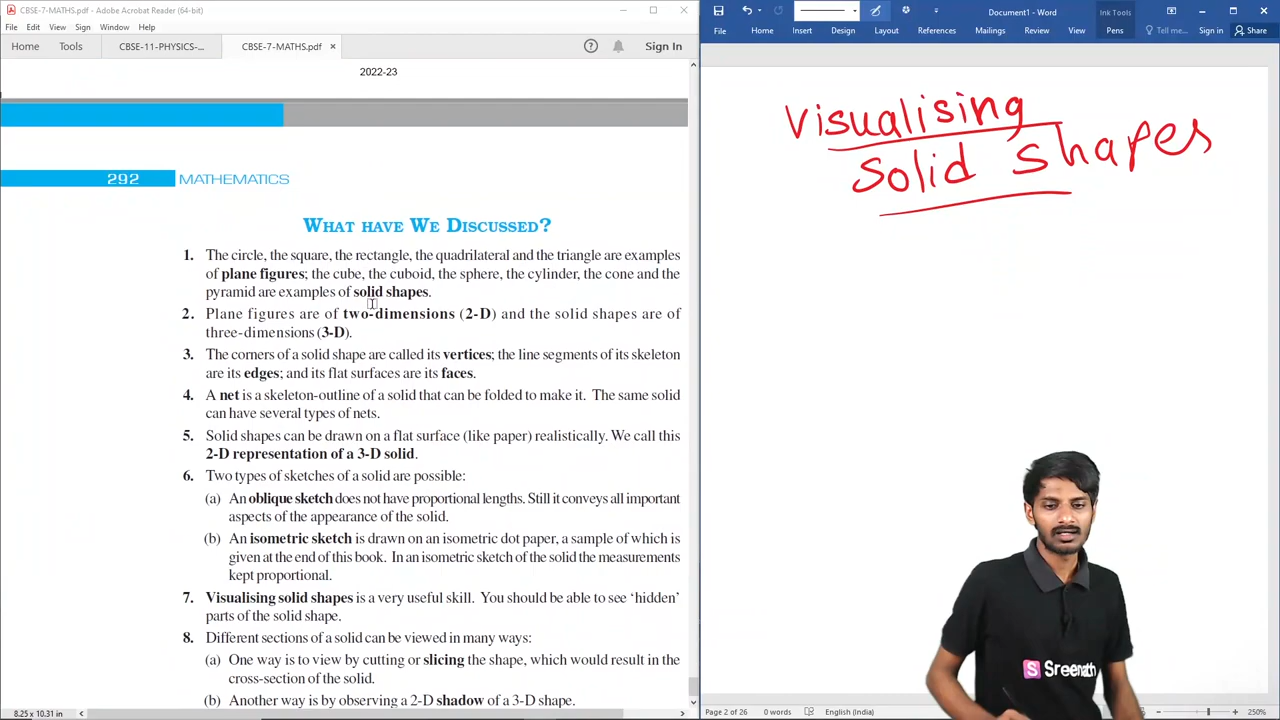 CBSE-7-MATHS.pdf - Adobe Acrobat Reader (64-bit)
File Edit View Sign Window Help
Home Tools CBSE-11-PHYSICS-... CBSE-7-MATHS.pdf × Sign In
2022-23
292 MATHEMATICS
WHAT HAVE WE DISCUSSED?
1. The circle, the square, the rectangle, the quadrilateral and the triangle are examples
of plane figures; the cube, the cuboid, the sphere, the cylinder, the cone and the
pyramid are examples of solid shapes.
2. Plane figures are of two-dimensions (2-D) and the solid shapes are of
three-dimensions (3-D).
3. The corners of a solid shape are called its vertices; the line segments of its skeleton
are its edges; and its flat surfaces are its faces.
4. A net is a skeleton-outline of a solid that can be folded to make it. The same solid
can have several types of nets.
5. Solid shapes can be drawn on a flat surface (like paper) realistically. We call this
2-D representation of a 3-D solid.
6. Two types of sketches of a solid are possible:
(a) An oblique sketch does not have proportional lengths. Still it conveys all important
aspects of the appearance of the solid.
(b) An isometric sketch is drawn on an isometric dot paper, a sample of which is
given at the end of this book. In an isometric sketch of the solid the measurements
kept proportional.
7. Visualising solid shapes is a very useful skill. You should be able to see 'hidden'
parts of the solid shape.
8. Different sections of a solid can be viewed in many ways:
(a) One way is to view by cutting or slicing the shape, which would result in the
cross-section of the solid.
(b) Another way is by observing a 2-D shadow of a 3-D shape.
8.25 x 10.31 in
Document1 - Word Ink Tools
File Home Insert Design Layout References Mailings Review View Pens Tell me... Sign in Share
Visualising
Solid Shapes
S Sreenath
Page 2 of 26 0 words English (India) 250%